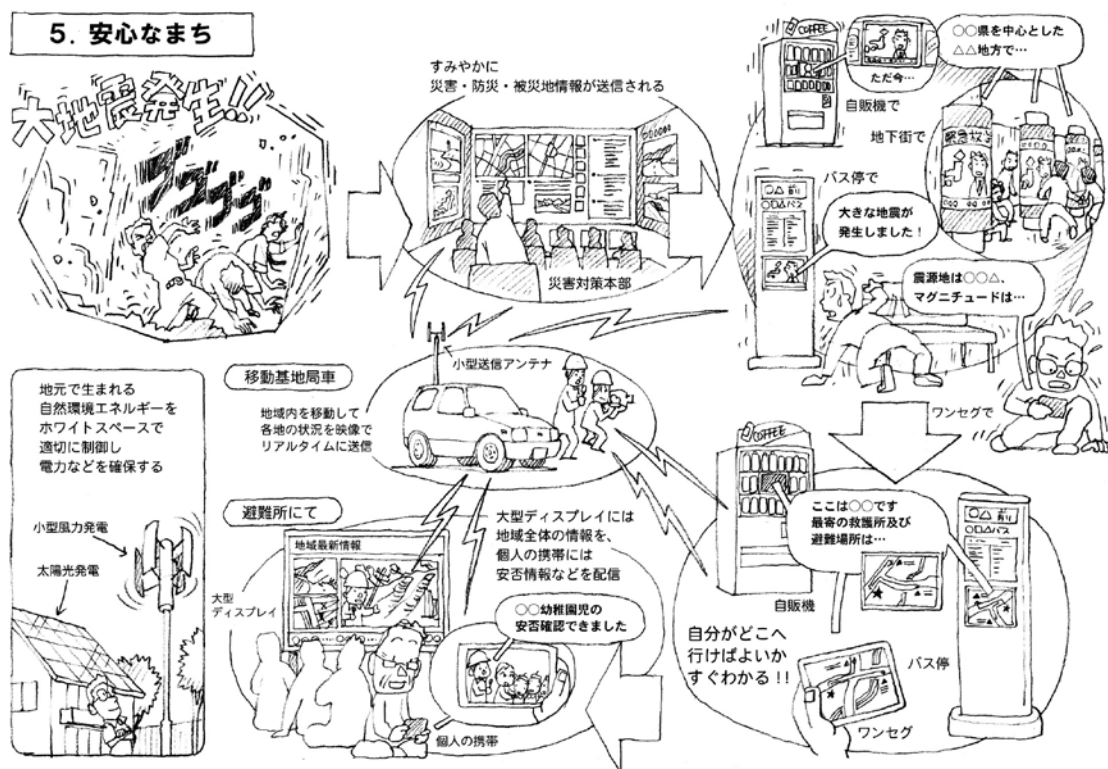 5. 安心なまち
大地震発生!!
ゴゴゴゴ
すみやかに
災害・防災・被災地情報が送信される
災害対策本部
COFFEE
ただ今…
自販機で
○○県を中心とした
△△地方で…
地下街で
緊急放送
バス停で
○△ 前
○□△バス
大きな地震が
発生しました!
震源地は○○△、
マグニチュードは…
ワンセグで
移動基地局車
小型送信アンテナ
地域内を移動して
各地の状況を映像で
リアルタイムに送信
地元で生まれる
自然環境エネルギーを
ホワイトスペースで
適切に制御し
電力などを確保する
小型風力発電
太陽光発電
COFFEE
自販機
ここは○○です
最寄の救護所及び
避難場所は…
○△ 前
○□△バス
バス停
自分がどこへ
行けばよいか
すぐわかる!!
ワンセグ
避難所にて
大型ディスプレイには
地域全体の情報を、
個人の携帯には
安否情報などを配信
地域最新情報
大型
ディスプレイ
○○幼稚園児の
安否確認できました
個人の携帯